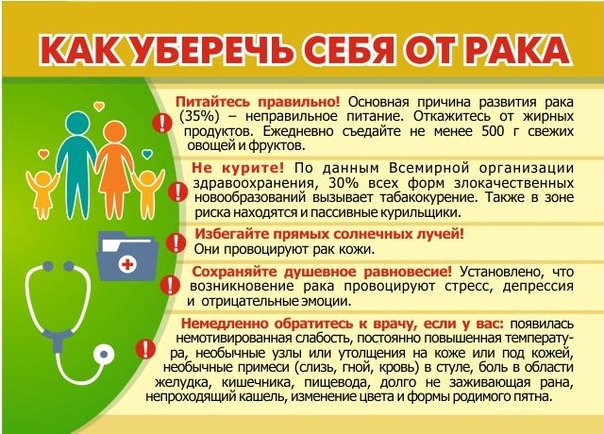 КАК УБЕРЕЧЬ СЕБЯ ОТ РАКА
Питайтесь правильно! Основная причина развития рака
(35%) – неправильное питание. Откажитесь от жирных
продуктов. Ежедневно съедайте не менее 500 г свежих
овощей и фруктов.
Не курите! По данным Всемирной организации
здравоохранения, 30% всех форм злокачественных
новообразований вызывает табакокурение. Также в зоне
риска находятся и пассивные курильщики.
Избегайте прямых солнечных лучей!
Они провоцируют рак кожи.
Сохраняйте душевное равновесие! Установлено, что
возникновение рака провоцируют стресс, депрессия
и отрицательные эмоции.
Немедленно обратитесь к врачу, если у вас: появилась
немотивированная слабость, постоянно повышенная температу-
ра, необычные узлы или утолщения на коже или под кожей,
необычные примеси (слизь, гной, кровь) в стуле, боль в области
желудка, кишечника, пищевода, долго не заживающая рана,
непроходящий кашель, изменение цвета и формы родимого пятна.